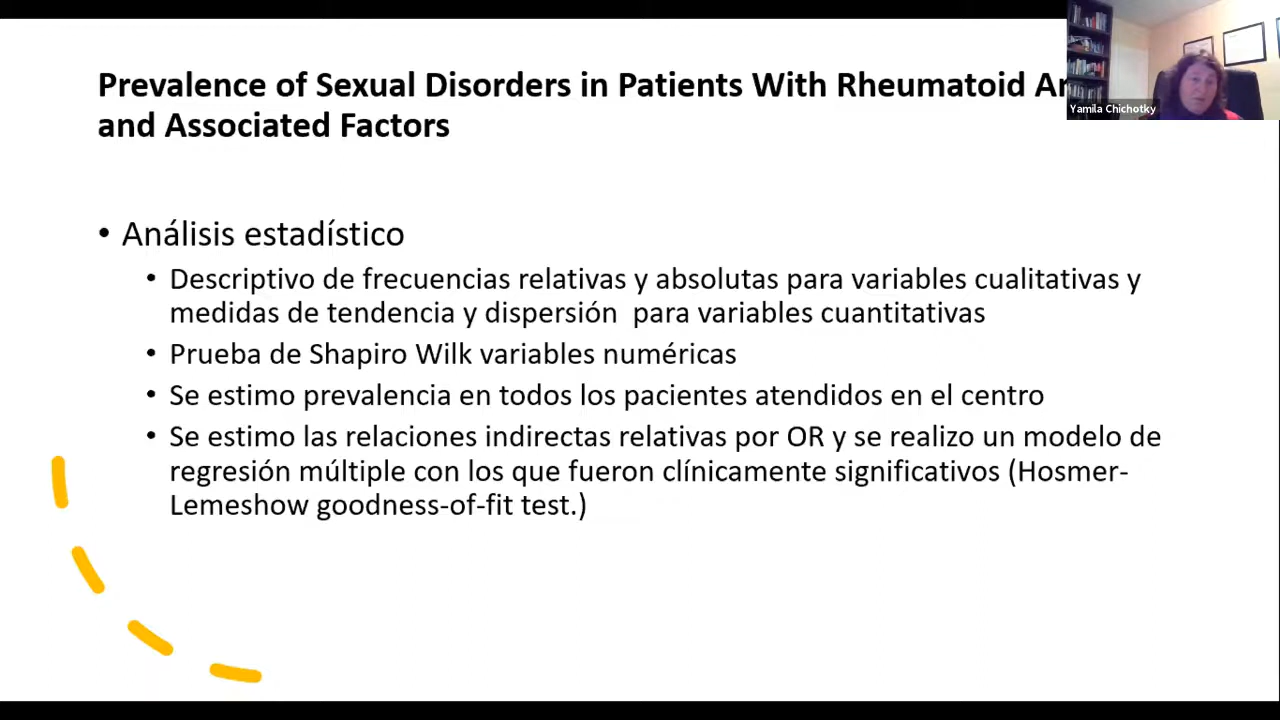 Prevalence of Sexual Disorders in Patients With Rheumatoid
and Associated Factors
Yamila Chichotky
• Análisis estadístico
• Descriptivo de frecuencias relativas y absolutas para variables cualitativas y
medidas de tendencia y dispersión para variables cuantitativas
• Prueba de Shapiro Wilk variables numéricas
• Se estimo prevalencia en todos los pacientes atendidos en el centro
• Se estimo las relaciones indirectas relativas por OR y se realizo un modelo de
regresión múltiple con los que fueron clínicamente significativos (Hosmer-
Lemeshow goodness-of-fit test.)